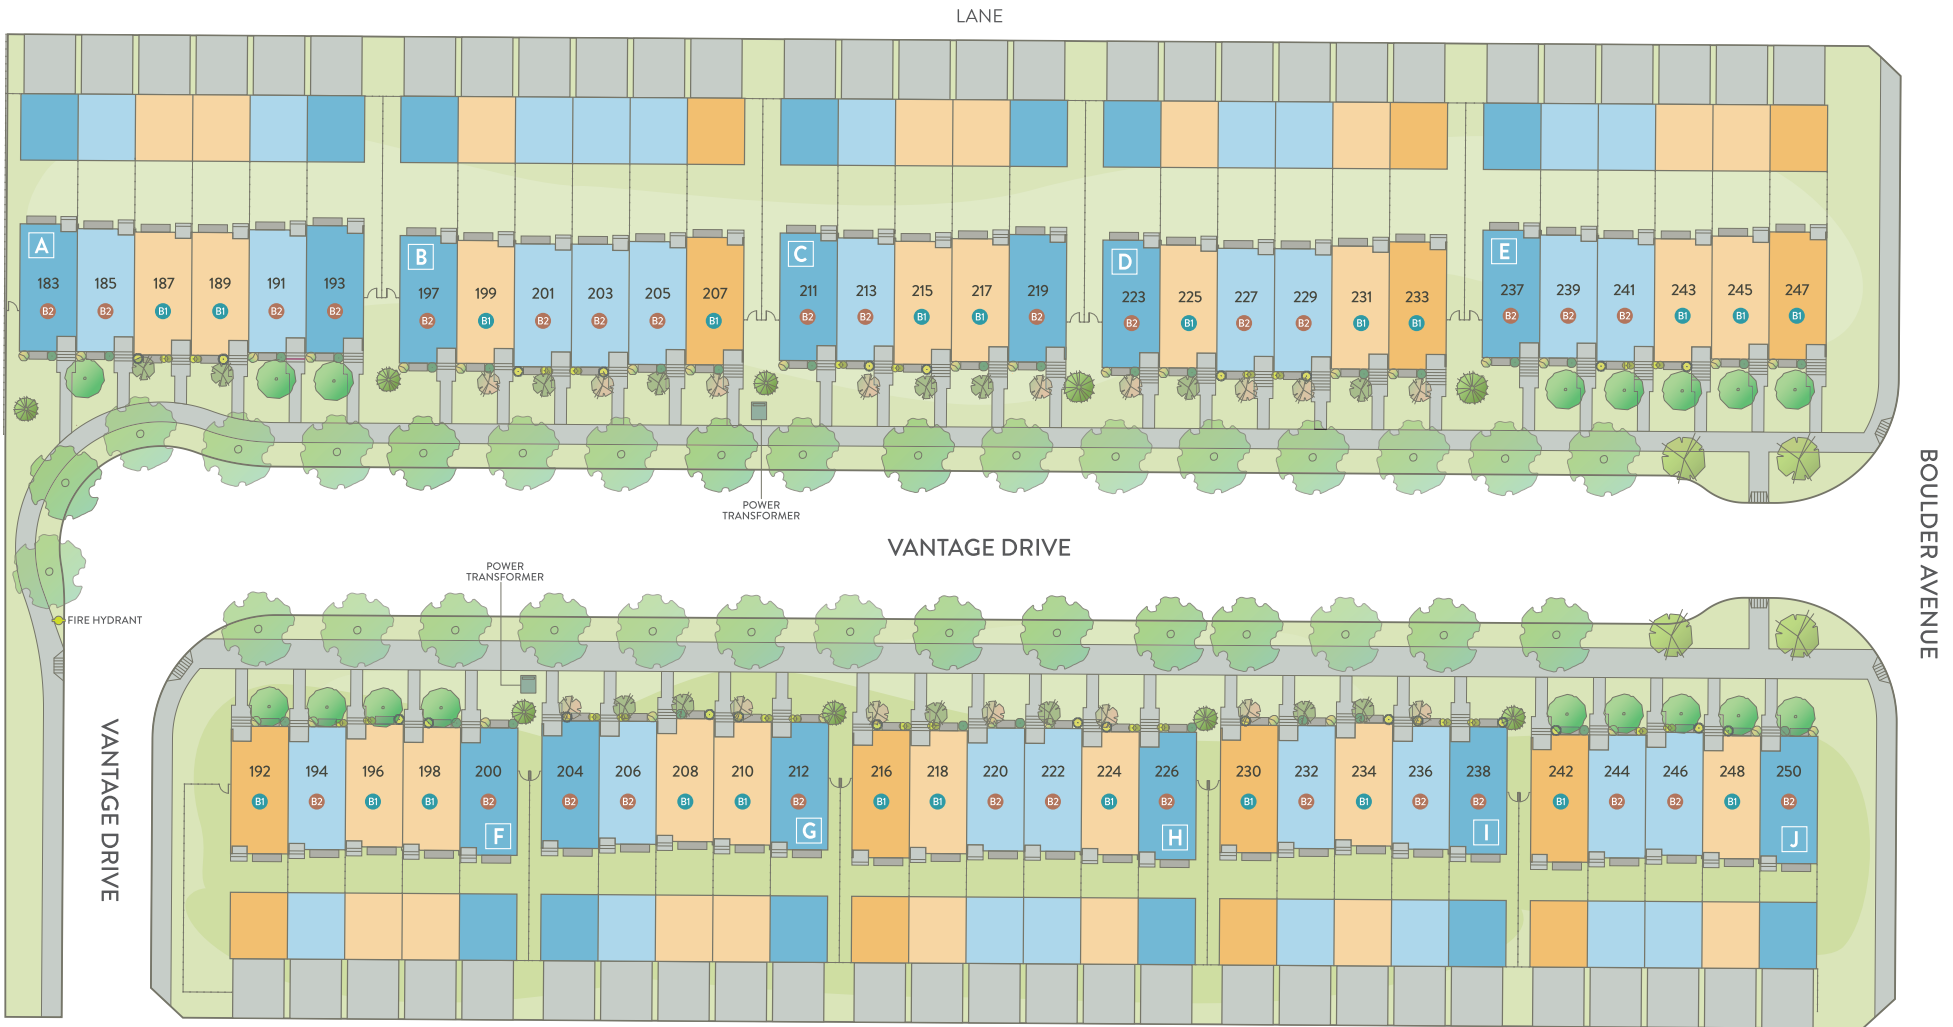 LANE
A
B
C
D
E
183 185 187 189 191 193
B2 B2 B1 B1 B2 B2
197 199 201 203 205 207
B2 B1 B2 B2 B2 B1
211 213 215 217 219
B2 B2 B1 B1 B2
223 225 227 229 231 233
B2 B1 B2 B2 B1 B1
237 239 241 243 245 247
B2 B2 B2 B1 B1 B1
POWER
TRANSFORMER
VANTAGE DRIVE
BOULDER AVENUE
POWER
TRANSFORMER
FIRE HYDRANT
VANTAGE DRIVE
192 194 196 198 200
B1 B2 B1 B1 B2
F
204 206 208 210 212
B2 B2 B1 B1 B2
G
216 218 220 222 224 226
B1 B1 B2 B2 B1 B2
H
230 232 234 236 238
B1 B2 B1 B2 B2
I
242 244 246 248 250
B1 B2 B2 B1 B2
J